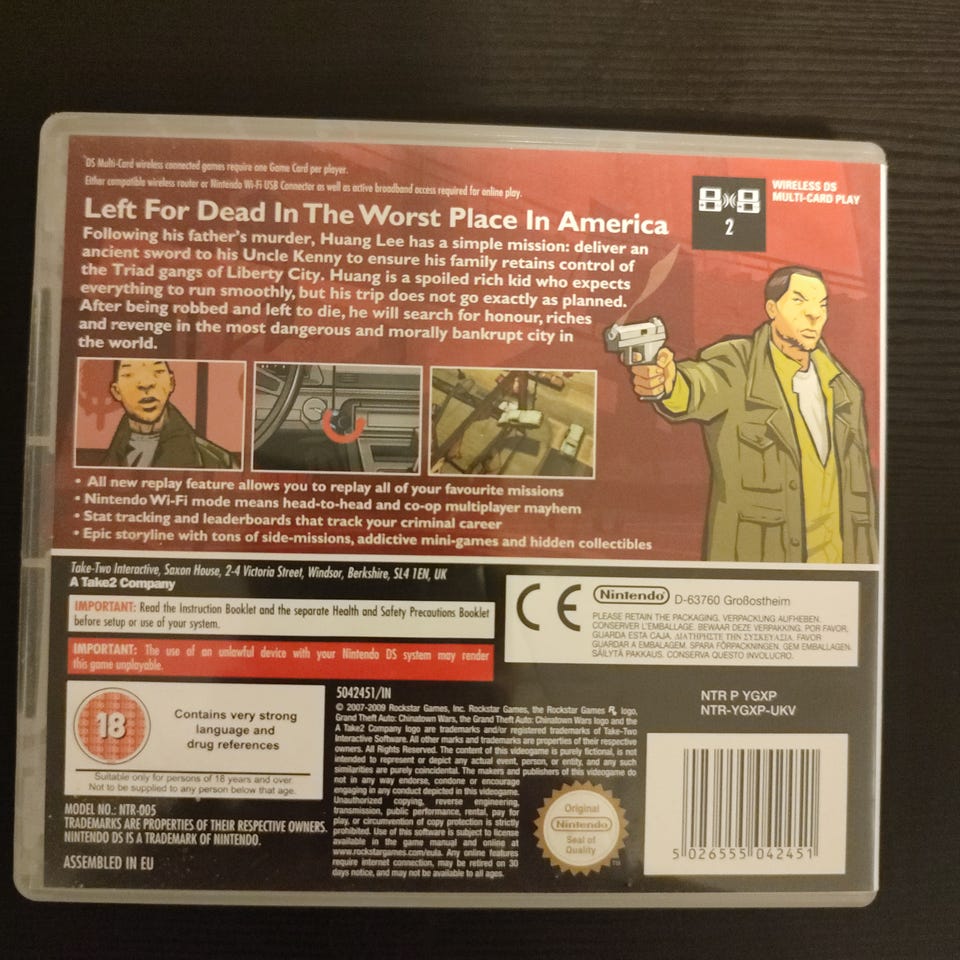 DS Multi-Card wireless connected games require one Game Card per player.
Either compatible wireless router or Nintendo Wi-Fi USB Connector as well as active broadband access required for online play.
WIRELESS DS
MULTI-CARD PLAY
2
Left For Dead In The Worst Place In America
Following his father's murder, Huang Lee has a simple mission: deliver an
ancient sword to his Uncle Kenny to ensure his family retains control of
the Triad gangs of Liberty City. Huang is a spoiled rich kid who expects
everything to run smoothly, but his trip does not go exactly as planned.
After being robbed and left to die, he will search for honour, riches
and revenge in the most dangerous and morally bankrupt city in
the world.
• All new replay feature allows you to replay all of your favourite missions
• Nintendo Wi-Fi mode means head-to-head and co-op multiplayer mayhem
• Stat tracking and leaderboards that track your criminal career
• Epic storyline with tons of side-missions, addictive mini-games and hidden collectibles
Take-Two Interactive, Saxon House, 2-4 Victoria Street, Windsor, Berkshire, SL4 1EN, UK
A Take2 Company
IMPORTANT: Read the Instruction Booklet and the separate Health and Safety Precautions Booklet
before setup or use of your system.
IMPORTANT: The use of an unlawful device with your Nintendo DS system may render
this game unplayable.
CE
Nintendo D-63760 Großostheim
PLEASE RETAIN THE PACKAGING. VERPACKUNG AUFHEBEN.
CONSERVER L'EMBALLAGE. BEWAAR DEZE VERPAKKING. POR FAVOR,
GUARDA ESTA CAJA. ΔΙΑΤΗΡΗΣΤΕ ΤΗΝ ΣΥΣΚΕΥΑΣΙΑ. FAVOR
GUARDAR A EMBALAGEM. SPARA FÖRPACKNINGEN. GEM EMBALLAGEN.
SÄILYTÄ PAKKAUS. CONSERVA QUESTO INVOLUCRO.
18
Contains very strong
language and
drug references
Suitable only for persons of 18 years and over
Not to be supplied to any person below that age.
MODEL NO.: NTR-005
TRADEMARKS ARE PROPERTIES OF THEIR RESPECTIVE OWNERS.
NINTENDO DS IS A TRADEMARK OF NINTENDO.
ASSEMBLED IN EU
5042451/IN
© 2007-2009 Rockstar Games, Inc. Rockstar Games, the Rockstar Games R* logo,
Grand Theft Auto: Chinatown Wars, the Grand Theft Auto: Chinatown Wars logo and the
A Take2 Company logo are trademarks and/or registered trademarks of Take-Two
Interactive Software. All other marks and trademarks are properties of their respective
owners. All Rights Reserved. The content of this videogame is purely fictional, is not
intended to represent or depict any actual event, person, or entity, and any such
similarities are purely coincidental. The makers and publishers of this videogame do
not in any way endorse, condone or encourage
engaging in any conduct depicted in this videogame.
Unauthorized copying, reverse engineering,
transmission, public performance, rental, pay for
play, or circumvention of copy protection is strictly
prohibited. Use of this software is subject to license
available in the game manual and online at
www.rockstargames.com/eula. Any online features
require internet connection, may be retired on 30
days notice, and may not be available to all ages.
Original
Nintendo
Seal of
Quality
TM
NTR P YGXP
NTR-YGXP-UKV
5 026555 042451